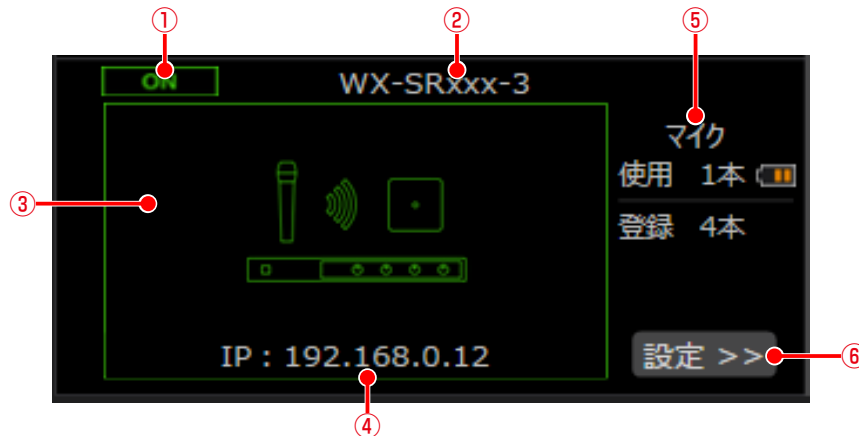 ① ② ⑤
ON WX-SRxxx-3
マイク
使用 1本
③
登録 4本
IP : 192.168.0.12
設定 >>
⑥
④